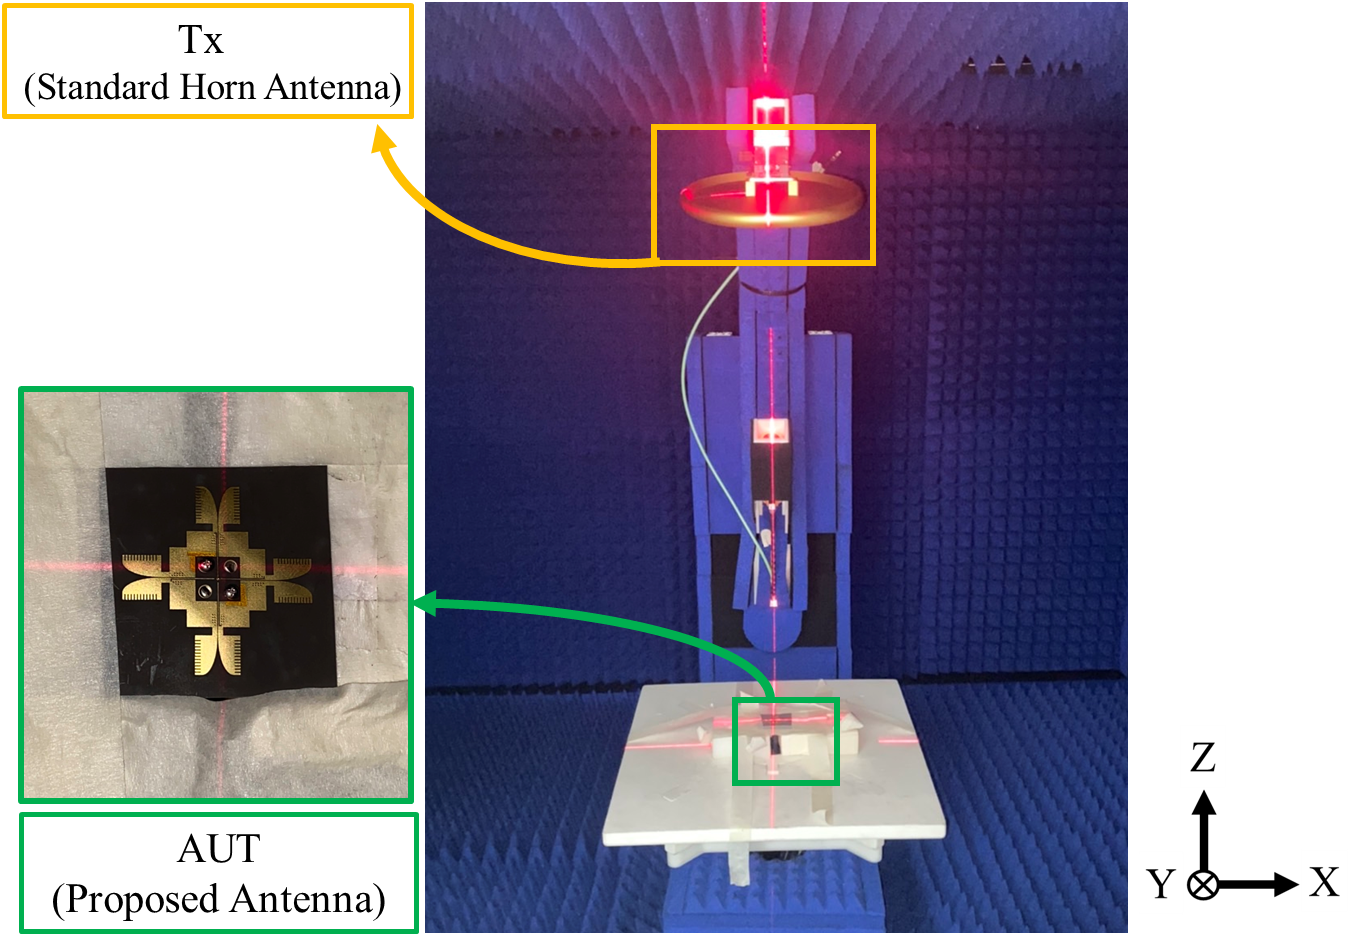 Tx
(Standard Horn Antenna)
AUT
(Proposed Antenna)
Z
Y
X